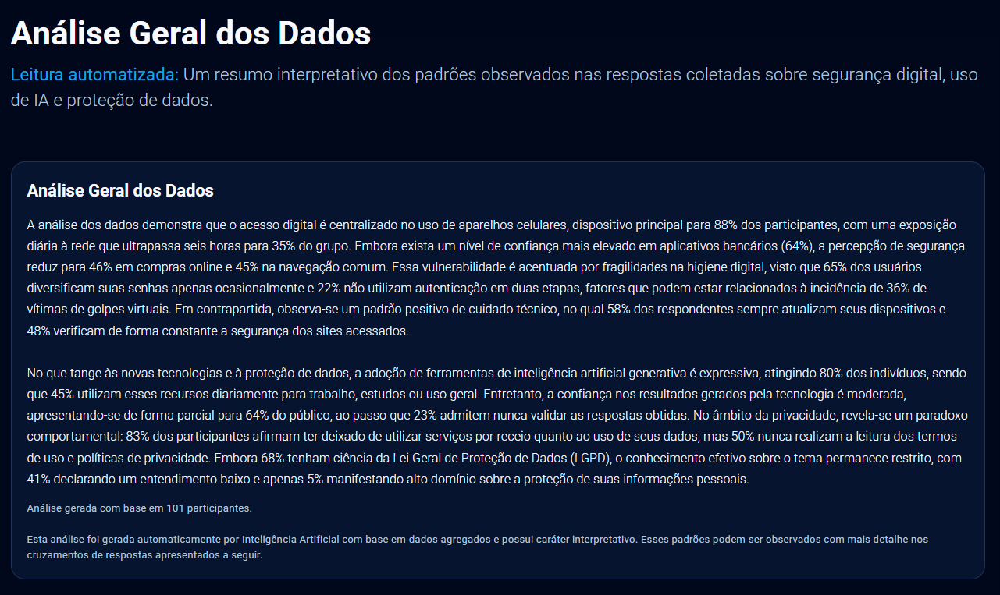 Análise Geral dos Dados
Leitura automatizada: Um resumo interpretativo dos padrões observados nas respostas coletadas sobre segurança digital, uso
de IA e proteção de dados.
Análise Geral dos Dados
A análise dos dados demonstra que o acesso digital é centralizado no uso de aparelhos celulares, dispositivo principal para 88% dos participantes, com uma exposição
diária à rede que ultrapassa seis horas para 35% do grupo. Embora exista um nível de confiança mais elevado em aplicativos bancários (64%), a percepção de segurança
reduz para 46% em compras online e 45% na navegação comum. Essa vulnerabilidade é acentuada por fragilidades na higiene digital, visto que 65% dos usuários
diversificam suas senhas apenas ocasionalmente e 22% não utilizam autenticação em duas etapas, fatores que podem estar relacionados à incidência de 36% de
vítimas de golpes virtuais. Em contrapartida, observa-se um padrão positivo de cuidado técnico, no qual 58% dos respondentes sempre atualizam seus dispositivos e
48% verificam de forma constante a segurança dos sites acessados.
No que tange às novas tecnologias e à proteção de dados, a adoção de ferramentas de inteligência artificial generativa é expressiva, atingindo 80% dos indivíduos, sendo
que 45% utilizam esses recursos diariamente para trabalho, estudos ou uso geral. Entretanto, a confiança nos resultados gerados pela tecnologia é moderada,
apresentando-se de forma parcial para 64% do público, ao passo que 23% admitem nunca validar as respostas obtidas. No âmbito da privacidade, revela-se um paradoxo
comportamental: 83% dos participantes afirmam ter deixado de utilizar serviços por receio quanto ao uso de seus dados, mas 50% nunca realizam a leitura dos termos
de uso e políticas de privacidade. Embora 68% tenham ciência da Lei Geral de Proteção de Dados (LGPD), o conhecimento efetivo sobre o tema permanece restrito, com
41% declarando um entendimento baixo e apenas 5% manifestando alto domínio sobre a proteção de suas informações pessoais.
Análise gerada com base em 101 participantes.
Esta análise foi gerada automaticamente por Inteligência Artificial com base em dados agregados e possui caráter interpretativo. Esses padrões podem ser observados com mais detalhe nos
cruzamentos de respostas apresentados a seguir.